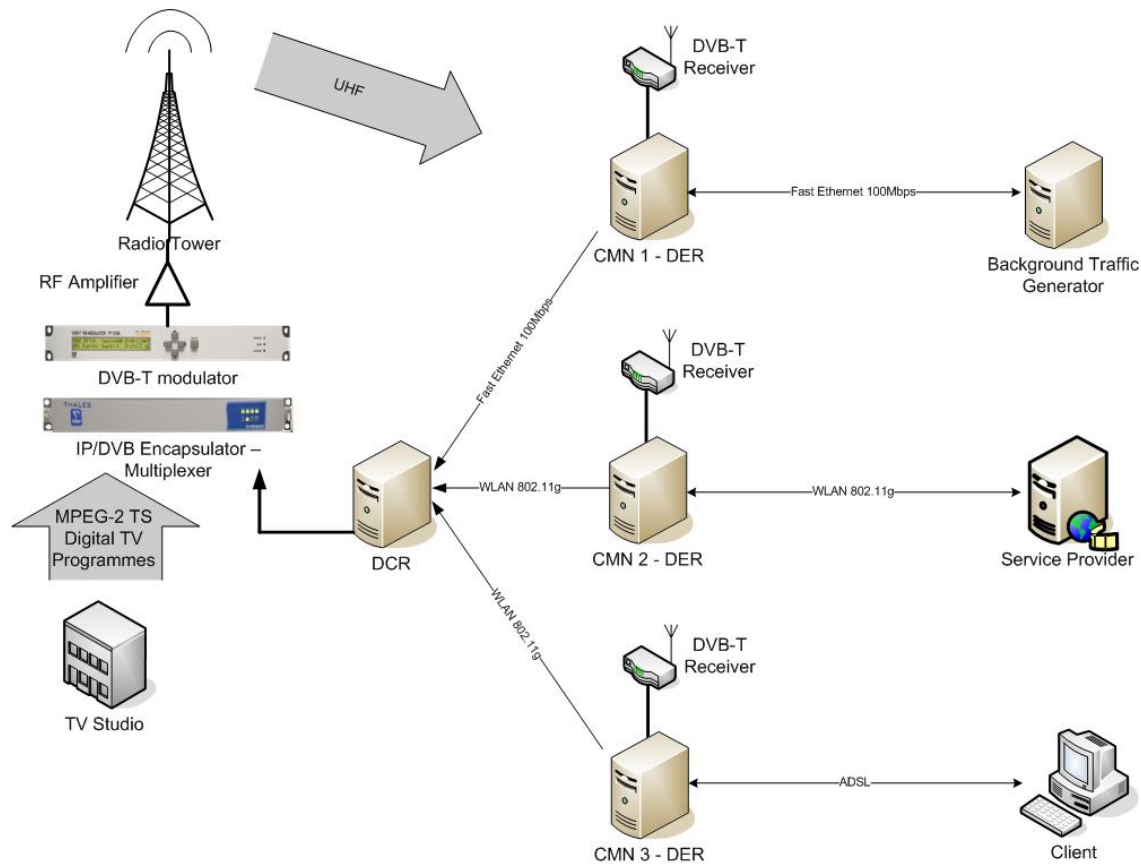 UHF
DVB-T
Receiver
Radio Tower
RF Amplifier
DVB-T modulator
THALES
IP/DVB Encapsulator –
Multiplexer
MPEG-2 TS
Digital TV
Programmes
TV Studio
DCR
Fast Ethernet 100Mbps
WLAN 802.11g
WLAN 802.11g
CMN 1 - DER
Fast Ethernet 100Mbps
Background Traffic
Generator
DVB-T
Receiver
CMN 2 - DER
WLAN 802.11g
Service Provider
DVB-T
Receiver
CMN 3 - DER
ADSL
Client